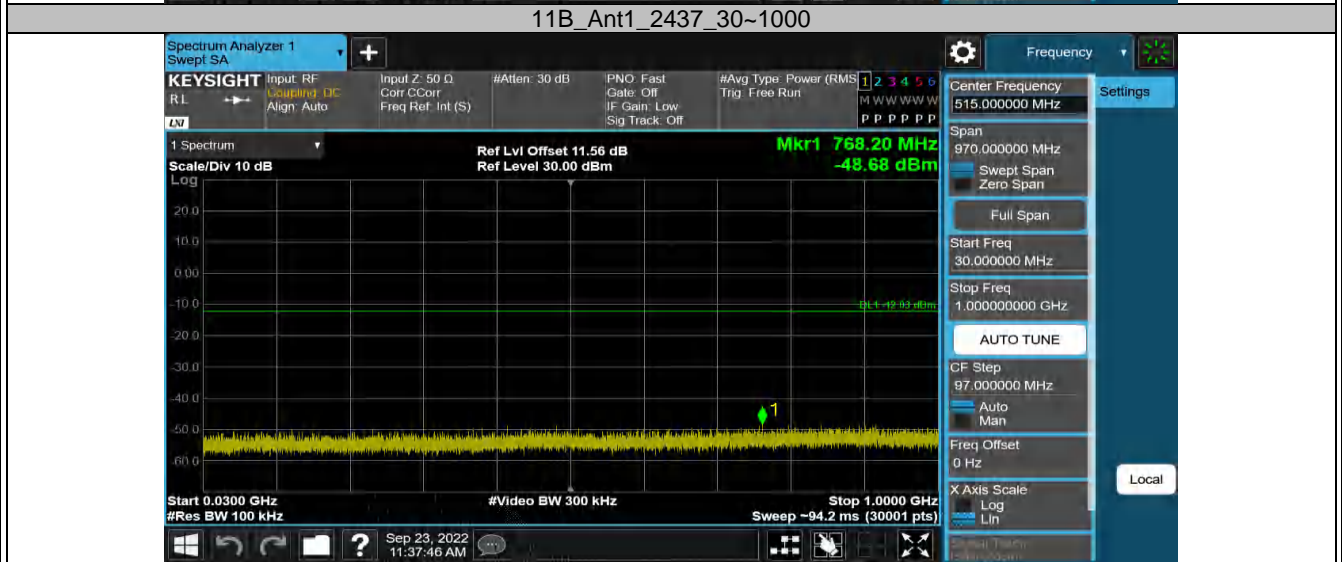 11B_Ant1_2437_30~1000
Spectrum Analyzer 1
Swept SA
Frequency
KEYSIGHT
RL
LXI
Input: RF
Coupling: DC
Align: Auto
Input Z: 50 Ω
Corr CCorr
Freq Ref: Int (S)
#Atten: 30 dB
PNO: Fast
Gate: Off
IF Gain: Low
Sig Track: Off
#Avg Type: Power (RMS
Trig: Free Run
1 2 3 4 5 6
M W W W W W
P P P P P P
1 Spectrum
Scale/Div 10 dB
Ref Lvl Offset 11.56 dB
Ref Level 30.00 dBm
Mkr1 768.20 MHz
-48.68 dBm
Log
20.0
10.0
0.00
-10.0
DL1 -12.03 dBm
-20.0
-30.0
-40.0
1
-50.0
-60.0
Start 0.0300 GHz
#Res BW 100 kHz
#Video BW 300 kHz
Stop 1.0000 GHz
Sweep ~94.2 ms (30001 pts)
Sep 23, 2022
11:37:46 AM
Center Frequency
515.000000 MHz
Settings
Span
970.000000 MHz
Swept Span
Zero Span
Full Span
Start Freq
30.000000 MHz
Stop Freq
1.000000000 GHz
AUTO TUNE
CF Step
97.000000 MHz
Auto
Man
Freq Offset
0 Hz
X Axis Scale
Log
Lin
Local